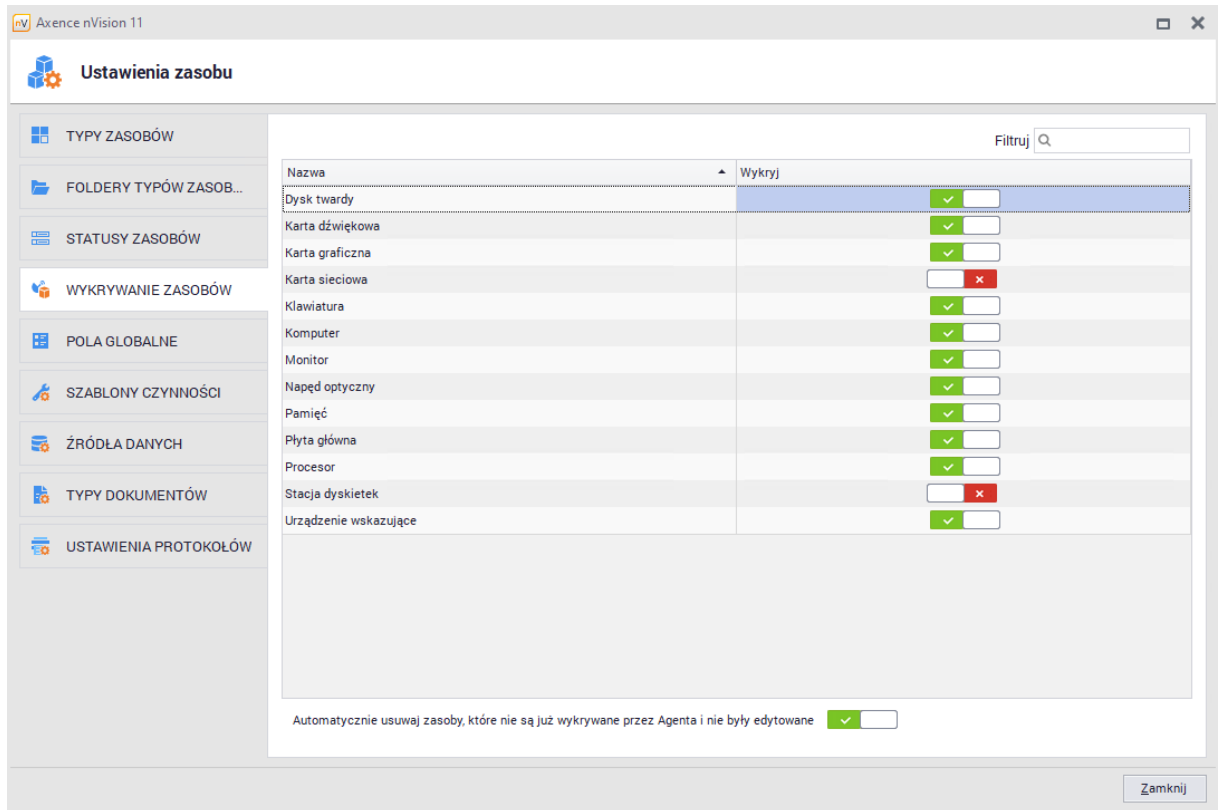 nV Axence nVision 11
Ustawienia zasobu
TYPY ZASOBÓW
FOLDERY TYPÓW ZASOB...
STATUSY ZASOBÓW
WYKRYWANIE ZASOBÓW
POLA GLOBALNE
SZABLONY CZYNNOŚCI
ŹRÓDŁA DANYCH
TYPY DOKUMENTÓW
USTAWIENIA PROTOKOŁÓW
Filtruj
Nazwa Wykryj
Dysk twardy
Karta dźwiękowa
Karta graficzna
Karta sieciowa
Klawiatura
Komputer
Monitor
Napęd optyczny
Pamięć
Płyta główna
Procesor
Stacja dyskietek
Urządzenie wskazujące
Automatycznie usuwaj zasoby, które nie są już wykrywane przez Agenta i nie były edytowane
Zamknij